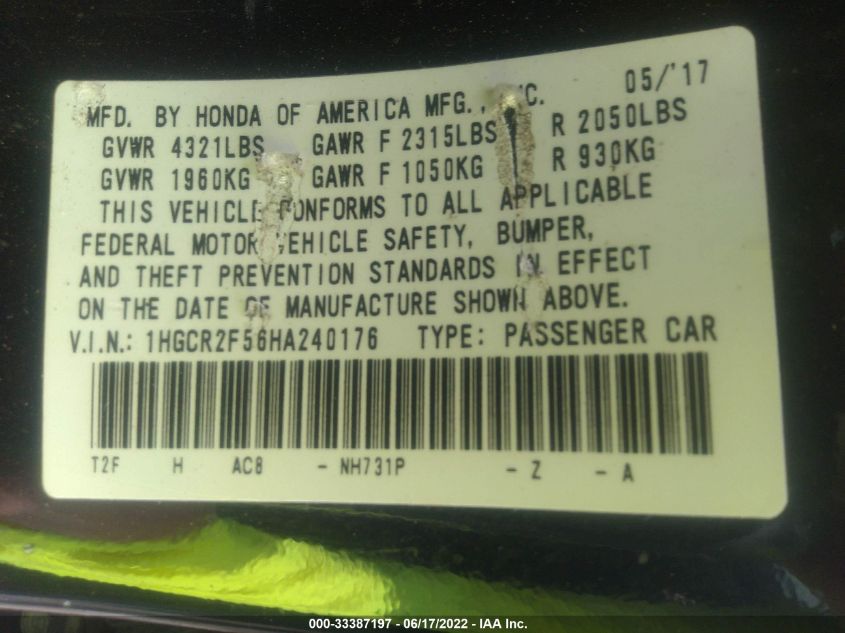 MFD. BY HONDA OF AMERICA MFG., INC. 05/'17
GVWR 4321LBS GAWR F 2315LBS R 2050LBS
GVWR 1960KG GAWR F 1050KG R 930KG
THIS VEHICLE CONFORMS TO ALL APPLICABLE
FEDERAL MOTOR VEHICLE SAFETY, BUMPER,
AND THEFT PREVENTION STANDARDS IN EFFECT
ON THE DATE OF MANUFACTURE SHOWN ABOVE.
V.I.N.: 1HGCR2F56HA240176 TYPE: PASSENGER CAR
T2F H AC8 - NH731P - Z - A
000-33387197 - 06/17/2022 - IAA Inc.